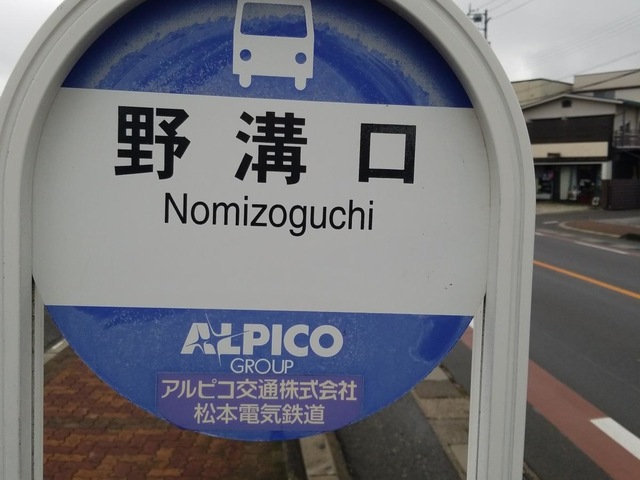 野溝口
Nomizoguchi
ALPICO
GROUP
アルピコ交通株式会社
松本電気鉄道